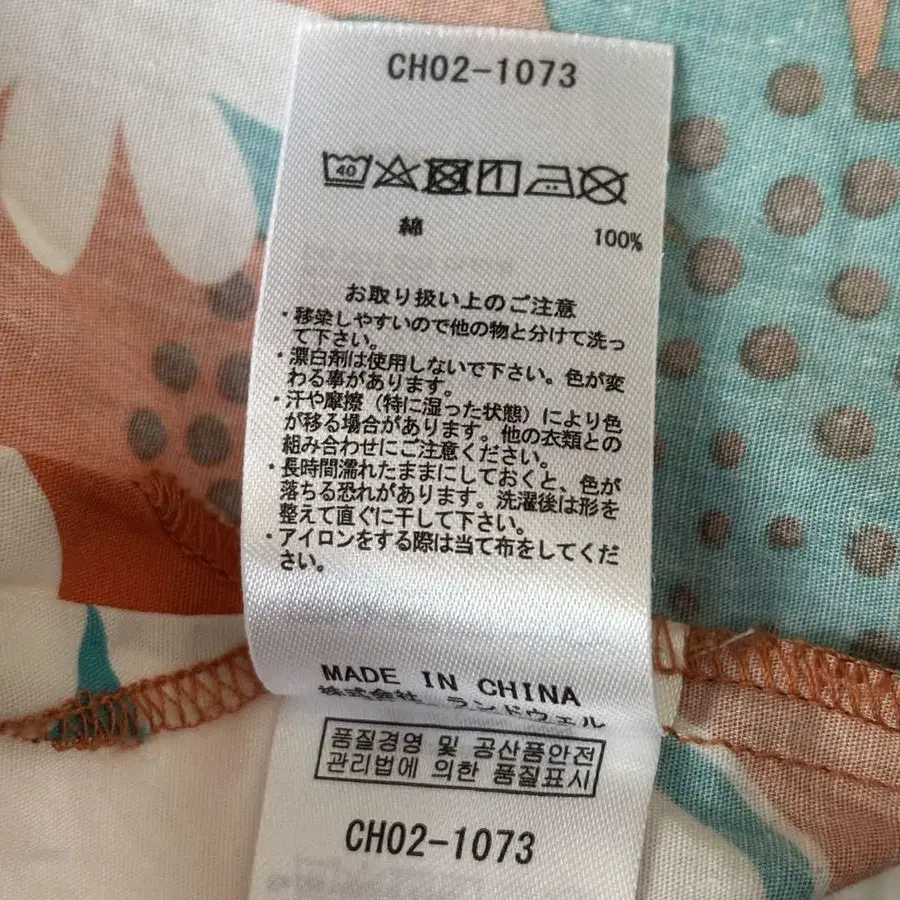 CH02-1073
40
綿 100%
お取り扱い上のご注意
・移染しやすいので他の物と分けて洗っ
て下さい。
・漂白剤は使用しないで下さい。色が変
わる事があります。
・汗や摩擦（特に湿った状態）により色
が移る場合があります。他の衣類との
組み合わせにご注意ください。
・長時間濡れたままにしておくと、色が
落ちる恐れがあります。洗濯後は形を
整えて直ぐに干して下さい。
・アイロンをする際は当て布をしてくだ
さい。
MADE IN CHINA
株式会社 ランドウェル
품질경영 및 공산품안전
관리법에 의한 품질표시
CH02-1073